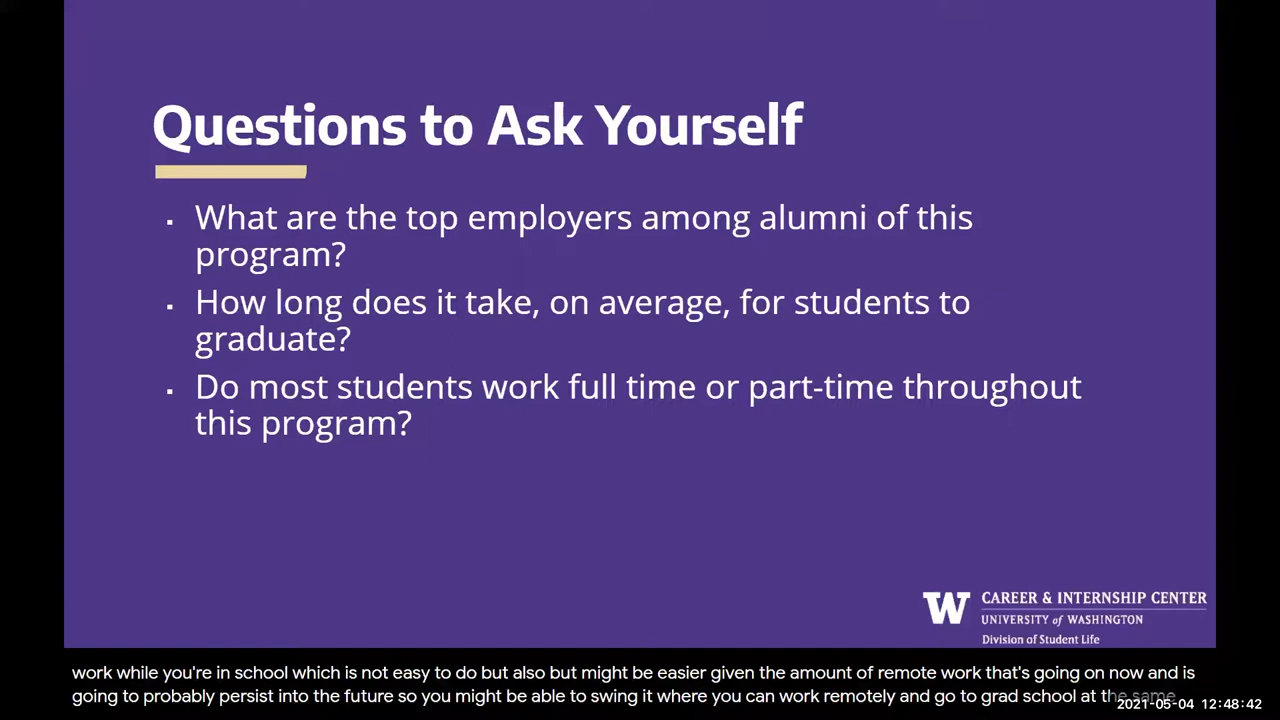 Questions to Ask Yourself
▪ What are the top employers among alumni of this
program?
▪ How long does it take, on average, for students to
graduate?
▪ Do most students work full time or part-time throughout
this program?
W CAREER & INTERNSHIP CENTER
UNIVERSITY of WASHINGTON
Division of Student Life
work while you're in school which is not easy to do but also but might be easier given the amount of remote work that's going on now and is
going to probably persist into the future so you might be able to swing it where you can work remotely and go to grad school at the same
2021-05-04 12:48:42